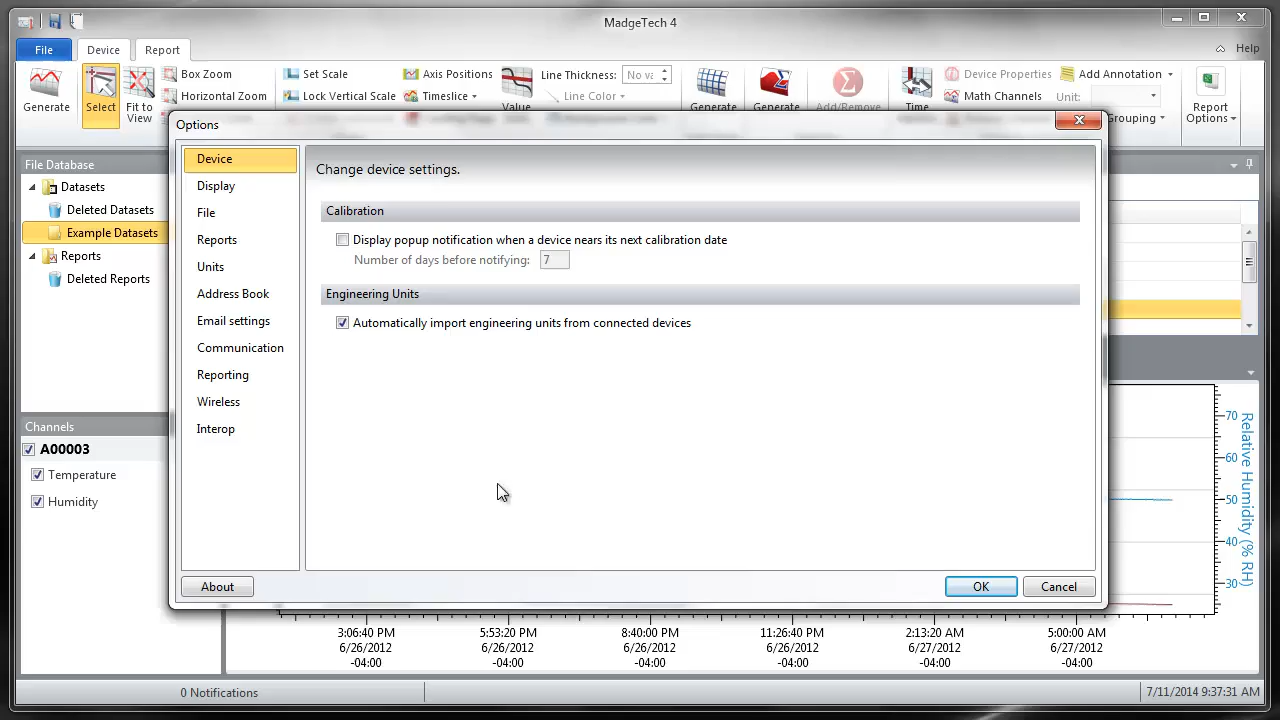 MadgeTech 4
File
Device
Report
Help
Generate
Select
Fit to View
Box Zoom
Horizontal Zoom
Set Scale
Lock Vertical Scale
Axis Positions
Timeslice
Value
Line Thickness:
Line Color
Generate
Generate
Add/Remove
Time
Device Properties
Math Channels
Add Annotation
Unit:
Grouping
Report Options
File Database
Datasets
Deleted Datasets
Example Datasets
Reports
Deleted Reports
Channels
A00003
Temperature
Humidity
Options
Device
Display
File
Reports
Units
Address Book
Email settings
Communication
Reporting
Wireless
Interop
Change device settings.
Calibration
Display popup notification when a device nears its next calibration date
Number of days before notifying: 7
Engineering Units
Automatically import engineering units from connected devices
About
OK
Cancel
70
60
50
40
30
Relative Humidity (% RH)
3:06:40 PM 5:53:20 PM 8:40:00 PM 11:26:40 PM 2:13:20 AM 5:00:00 AM
6/26/2012 6/26/2012 6/26/2012 6/26/2012 6/27/2012 6/27/2012
-04:00 -04:00 -04:00 -04:00 -04:00 -04:00
0 Notifications
7/11/2014 9:37:31 AM